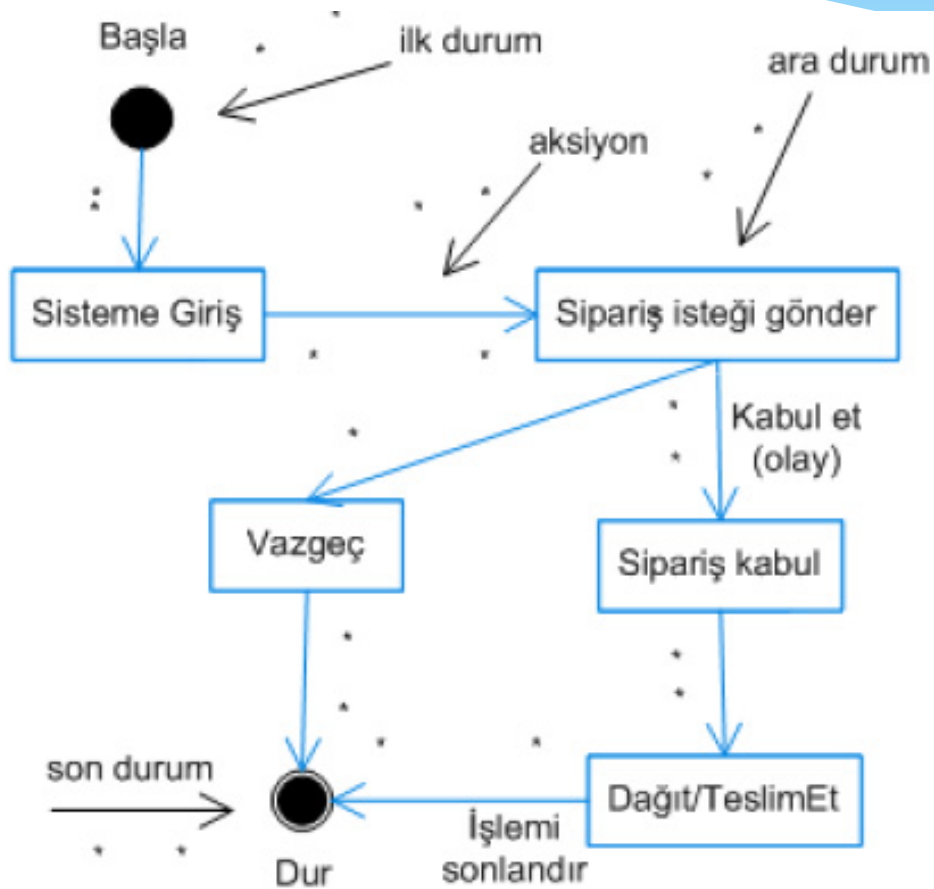 Başla
ilk durum
ara durum
aksiyon
Sisteme Giriş
Sipariş isteği gönder
Kabul et
(olay)
Vazgeç
Sipariş kabul
son durum
Dağıt/TeslimEt
İşlemi
sonlandır
Dur